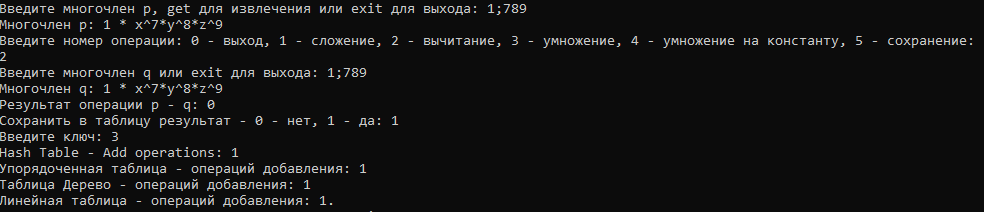 Введите многочлен p, get для извлечения или exit для выхода: 1;789
Многочлен p: 1 * x^7*y^8*z^9
Введите номер операции: 0 - выход, 1 - сложение, 2 - вычитание, 3 - умножение, 4 - умножение на константу, 5 - сохранение:
2
Введите многочлен q или exit для выхода: 1;789
Многочлен q: 1 * x^7*y^8*z^9
Результат операции p - q: 0
Сохранить в таблицу результат - 0 - нет, 1 - да: 1
Введите ключ: 3
Hash Table - Add operations: 1
Упорядоченная таблица - операций добавления: 1
Таблица Дерево - операций добавления: 1
Линейная таблица - операций добавления: 1.